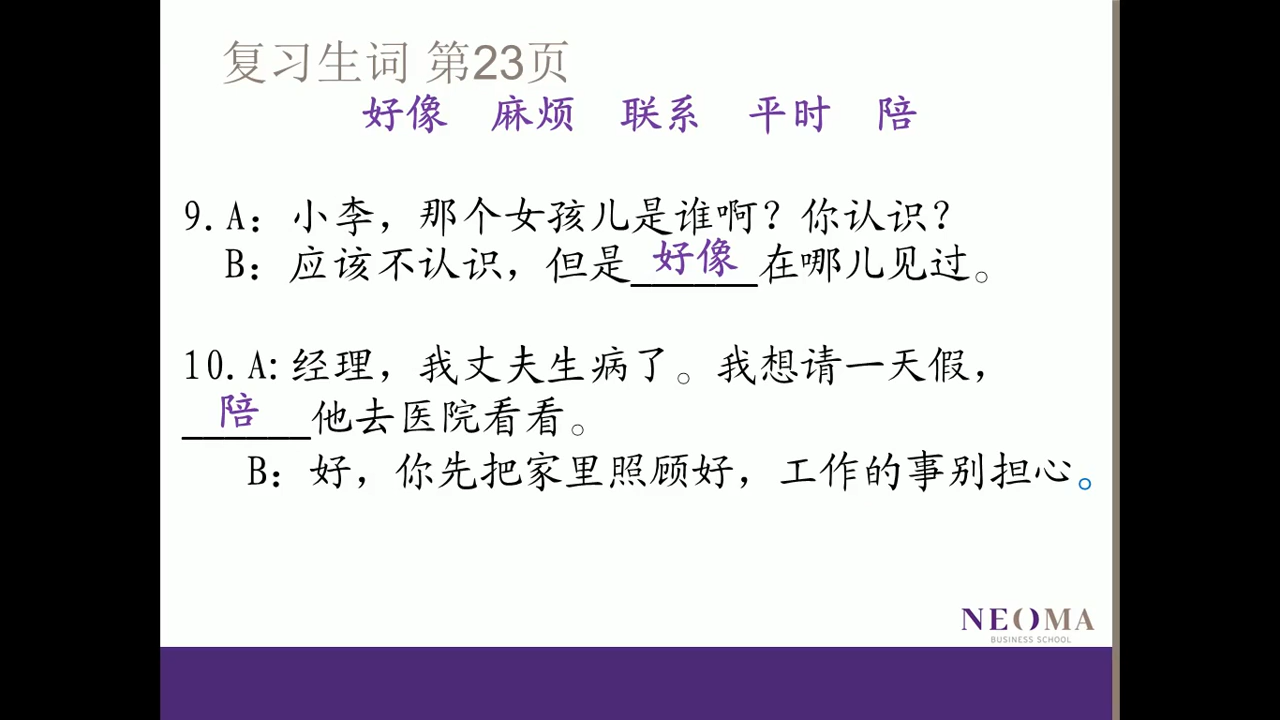 复习生词 第23页
好像 麻烦 联系 平时 陪
9. A：小李，那个女孩儿是谁啊？你认识？
B：应该不认识，但是好像在哪儿见过。
10. A：经理，我丈夫生病了。我想请一天假，
陪他去医院看看。
B：好，你先把家里照顾好，工作的事别担心。
NEOMA
BUSINESS SCHOOL